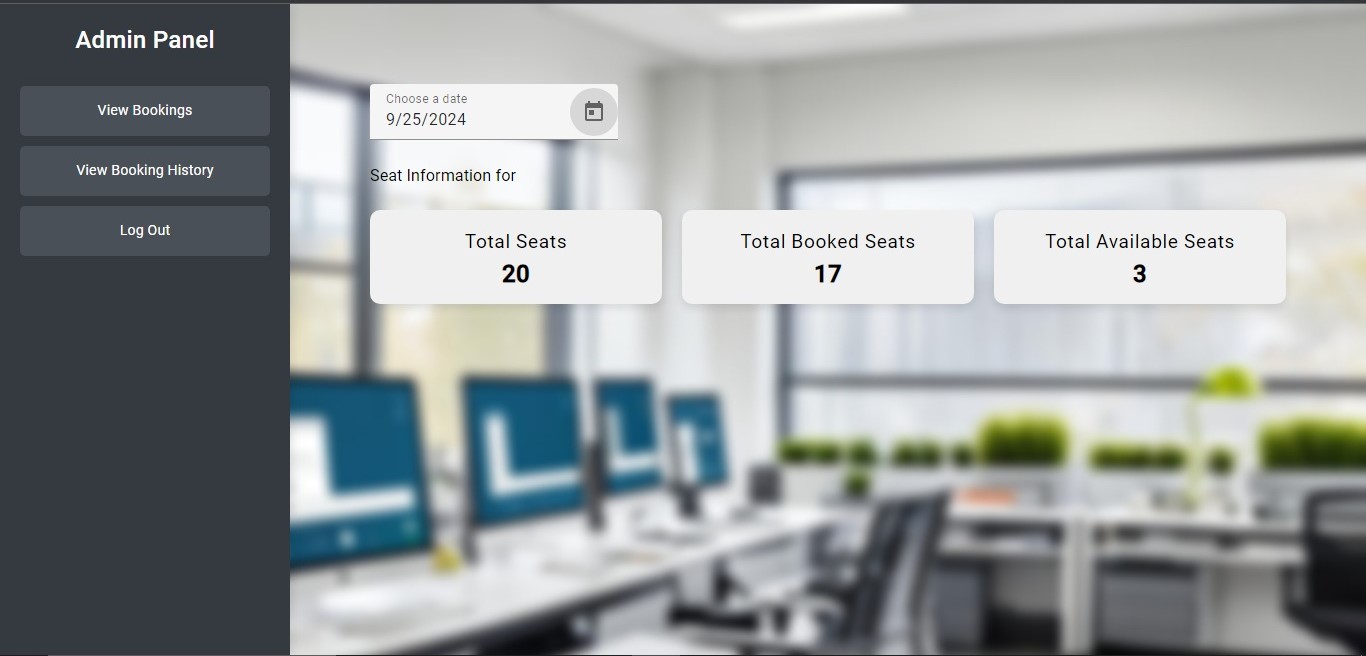 Admin Panel
View Bookings
View Booking History
Log Out
Choose a date
9/25/2024
Seat Information for
Total Seats
20
Total Booked Seats
17
Total Available Seats
3